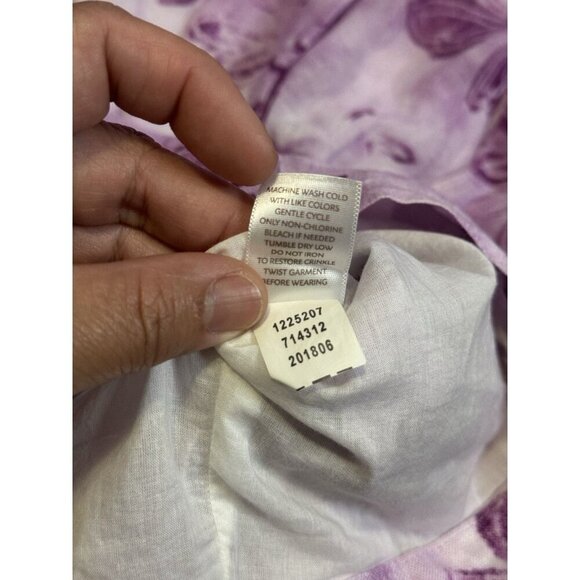 MACHINE WASH COLD
WITH LIKE COLORS
GENTLE CYCLE
ONLY NON-CHLORINE
BLEACH IF NEEDED
TUMBLE DRY LOW
DO NOT IRON
TO RESTORE CRINKLE
TWIST GARMENT
BEFORE WEARING
1225207
714312
201806